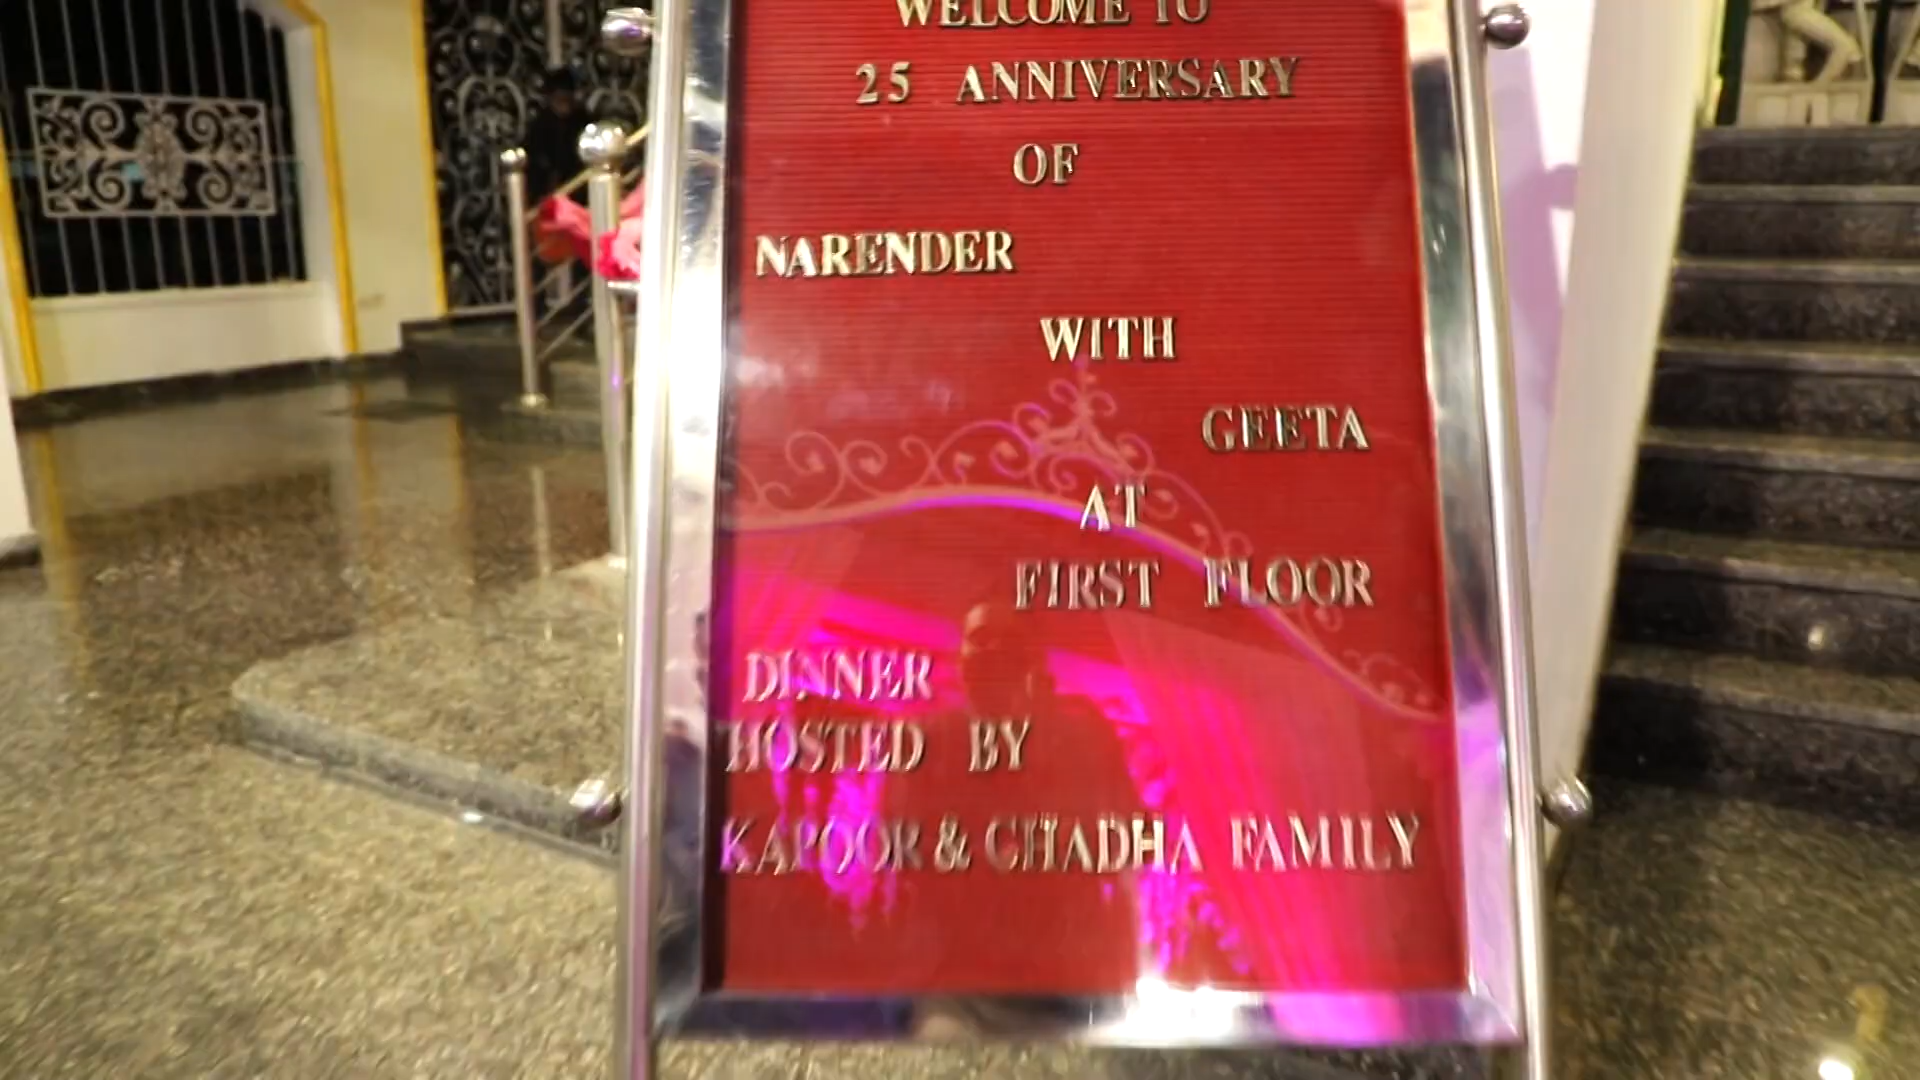 WELCOME TO
25 ANNIVERSARY
OF
NARENDER
WITH
GEETA
AT
FIRST FLOOR
DINNER
HOSTED BY
KAPOOR & CHADHA FAMILY